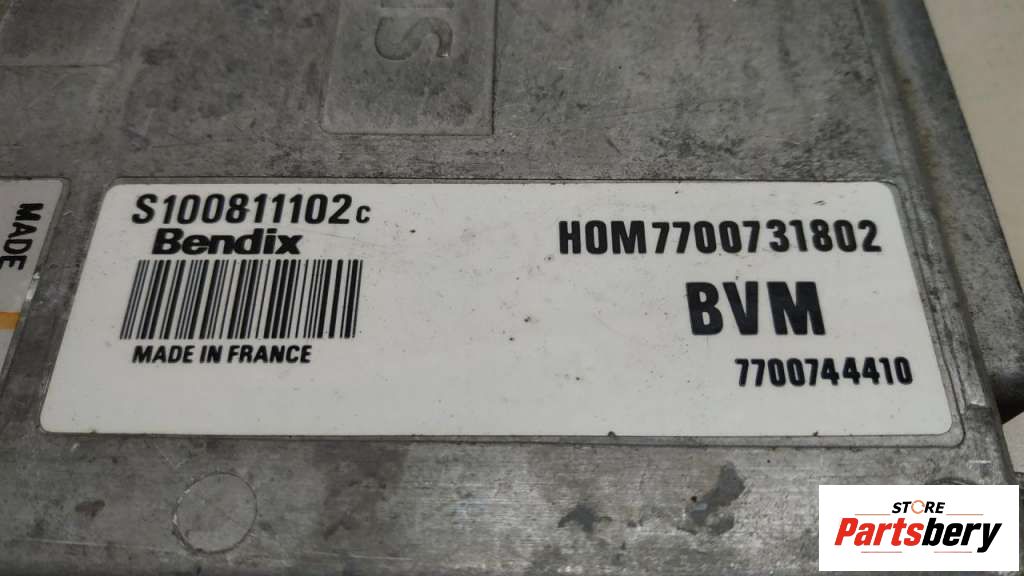 S100811102c
Bendix
MADE IN FRANCE
HOM7700731802
BVM
7700744410
MADE
STORE
Partsbery